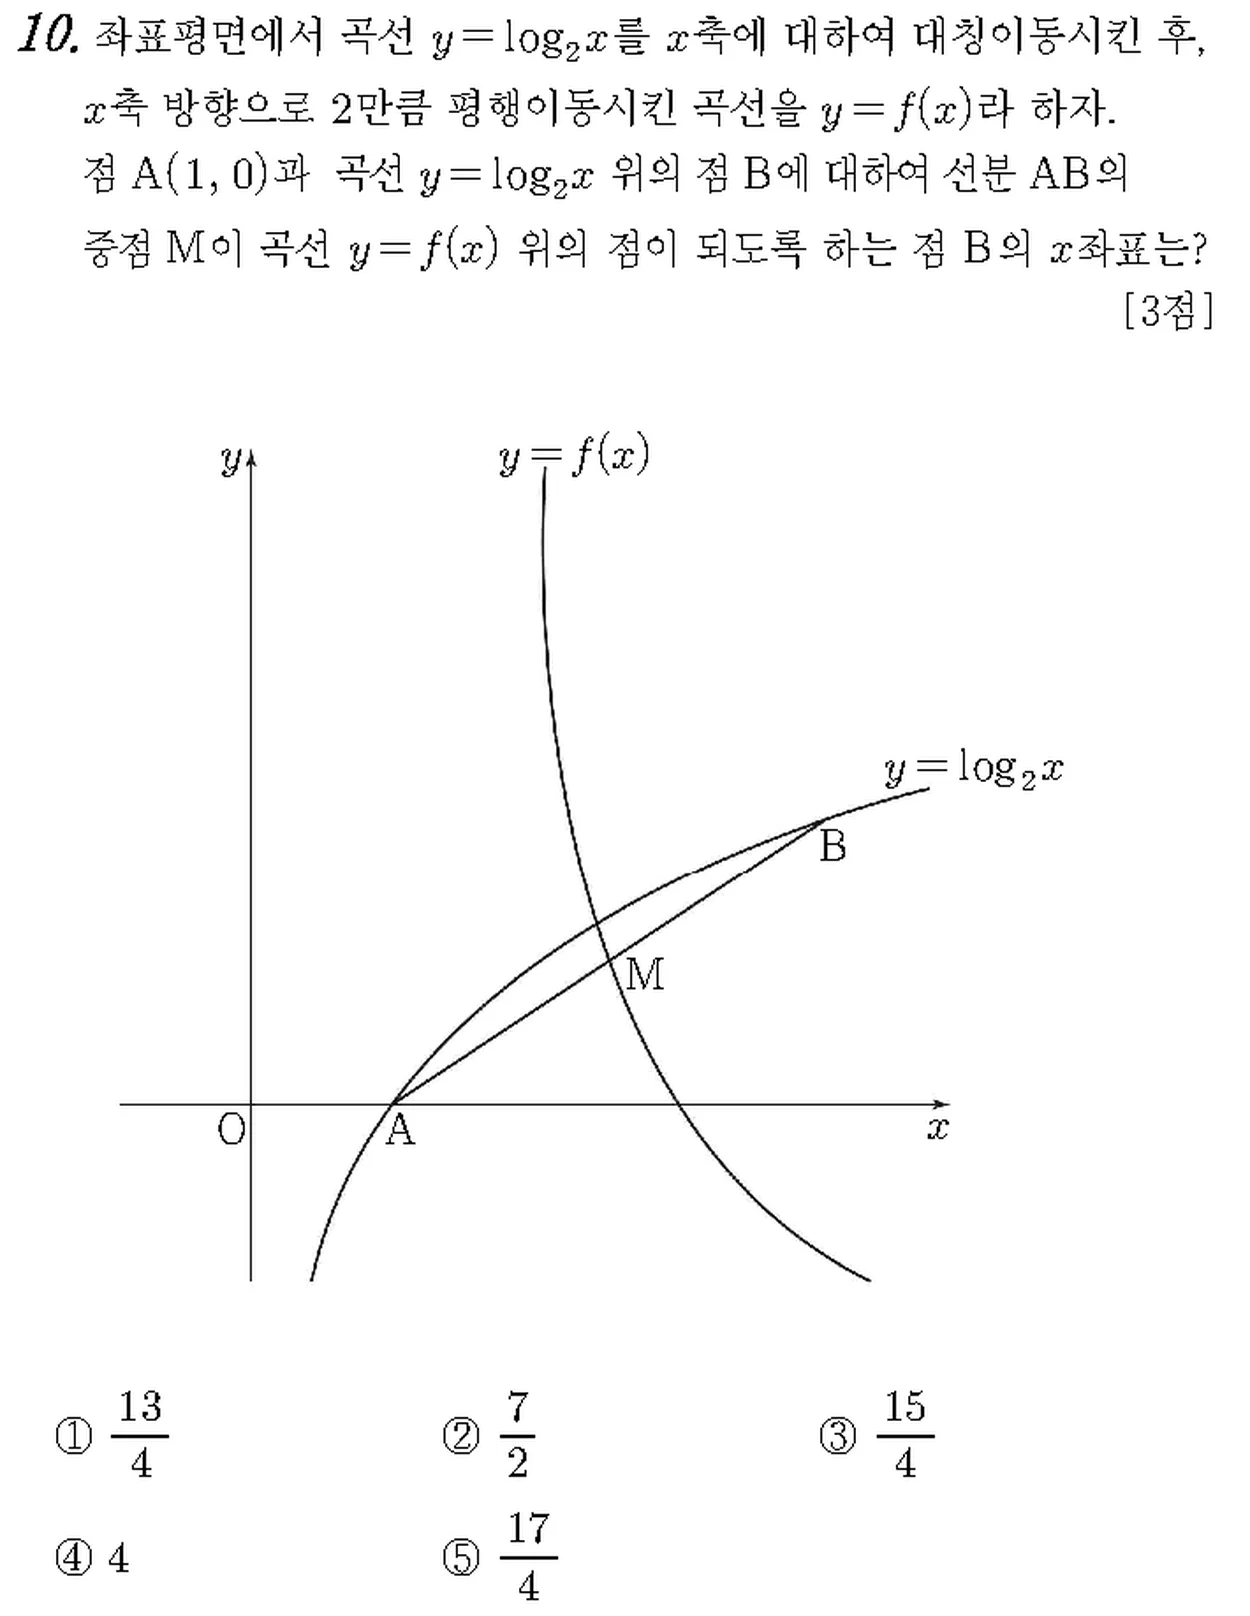 10. 좌표평면에서 곡선 y=log₂x를 x축에 대하여 대칭이동시킨 후,
x축 방향으로 2만큼 평행이동시킨 곡선을 y=f(x)라 하자.
점 A(1, 0)과 곡선 y=log₂x 위의 점 B에 대하여 선분 AB의
중점 M이 곡선 y=f(x) 위의 점이 되도록 하는 점 B의 x좌표는?
[3점]
y
y=f(x)
y=log₂x
B
M
O
A
x
① 13/4 ② 7/2 ③ 15/4
④ 4 ⑤ 17/4